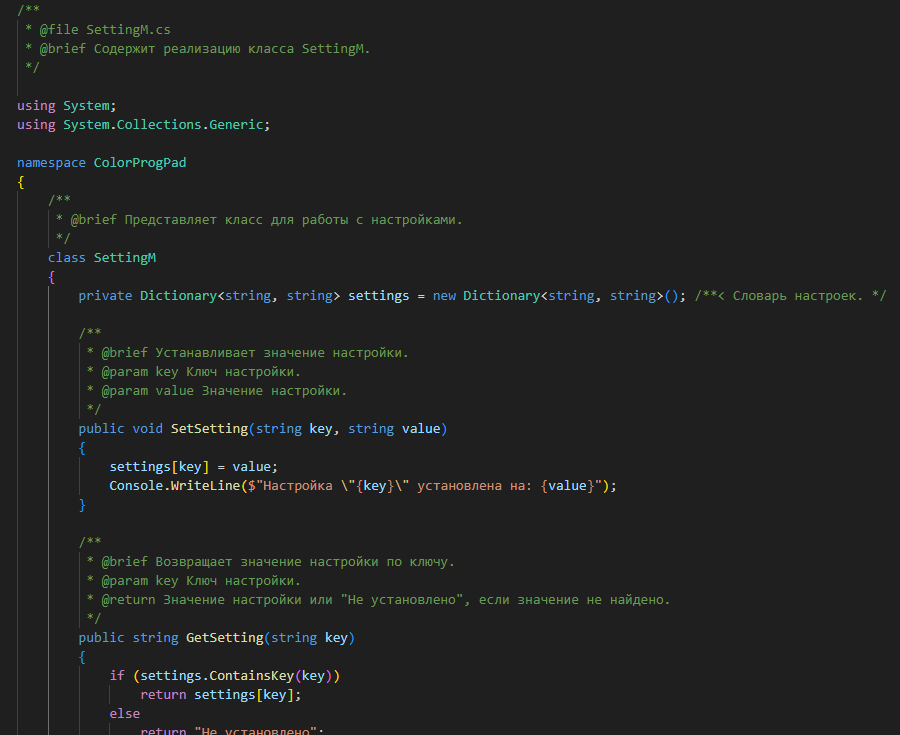 /**
 * @file SettingM.cs
 * @brief Содержит реализацию класса SettingM.
 */
using System;
using System.Collections.Generic;
namespace ColorProgPad
{
    /**
     * @brief Представляет класс для работы с настройками.
     */
    class SettingM
    {
        private Dictionary<string, string> settings = new Dictionary<string, string>(); /**< Словарь настроек. */
        /**
         * @brief Устанавливает значение настройки.
         * @param key Ключ настройки.
         * @param value Значение настройки.
         */
        public void SetSetting(string key, string value)
        {
            settings[key] = value;
            Console.WriteLine($"Настройка \"{key}\" установлена на: {value}");
        }
        /**
         * @brief Возвращает значение настройки по ключу.
         * @param key Ключ настройки.
         * @return Значение настройки или "Не установлено", если значение не найдено.
         */
        public string GetSetting(string key)
        {
            if (settings.ContainsKey(key))
                return settings[key];
            else
                return "Не установлено";